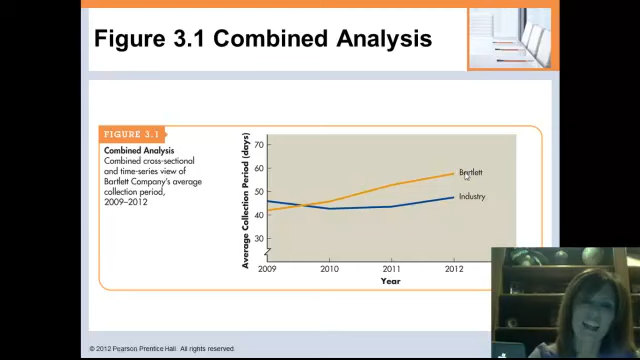 Figure 3.1 Combined Analysis
FIGURE 3.1
Combined Analysis
Combined cross-sectional
and time-series view of
Bartlett Company's average
collection period,
2009–2012
Average Collection Period (days)
70
60
50
40
30
Bartlett
Industry
2009 2010 2011 2012
Year
© 2012 Pearson Prentice Hall. All rights reserved.